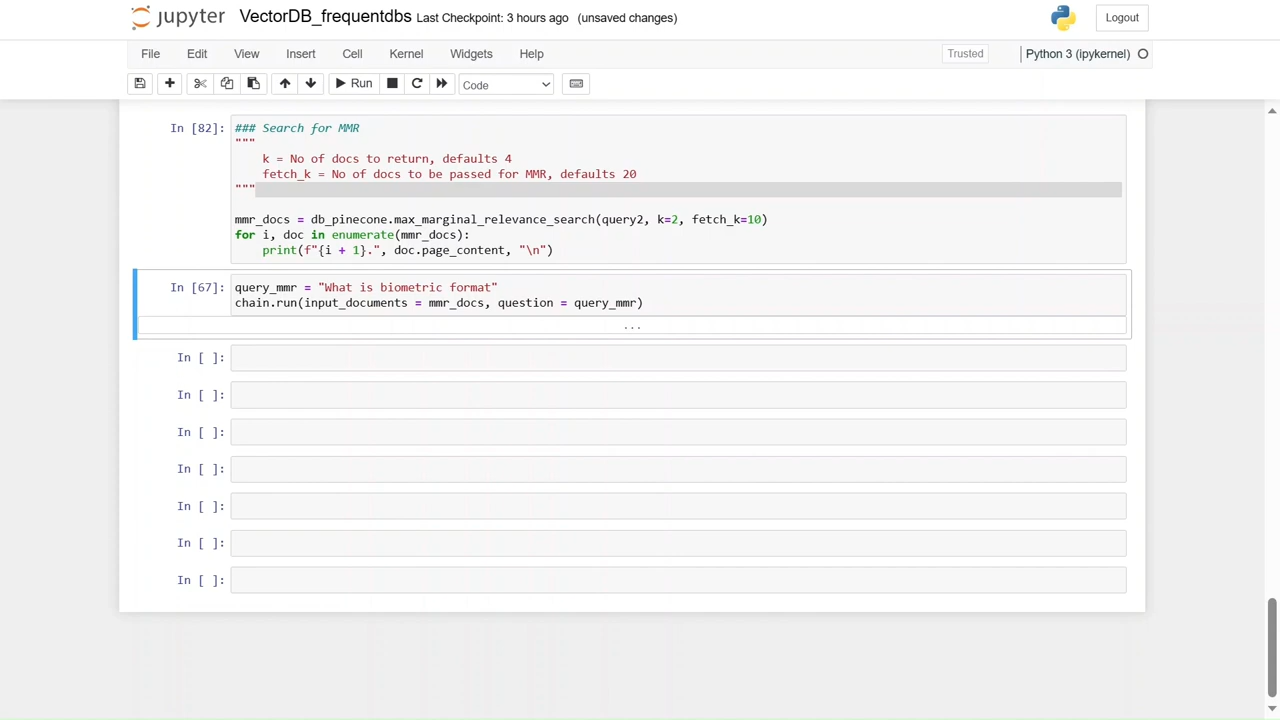 jupyter VectorDB_frequentdbs Last Checkpoint: 3 hours ago (unsaved changes) Logout
File Edit View Insert Cell Kernel Widgets Help Trusted Python 3 (ipykernel)
Run Code
In [82]: ### Search for MMR
"""
k = No of docs to return, defaults 4
fetch_k = No of docs to be passed for MMR, defaults 20
"""
mmr_docs = db_pinecone.max_marginal_relevance_search(query2, k=2, fetch_k=10)
for i, doc in enumerate(mmr_docs):
print(f"{i + 1}.", doc.page_content, "\n")
In [67]: query_mmr = "What is biometric format"
chain.run(input_documents = mmr_docs, question = query_mmr)
...
In [ ]:
In [ ]:
In [ ]:
In [ ]:
In [ ]:
In [ ]:
In [ ]: